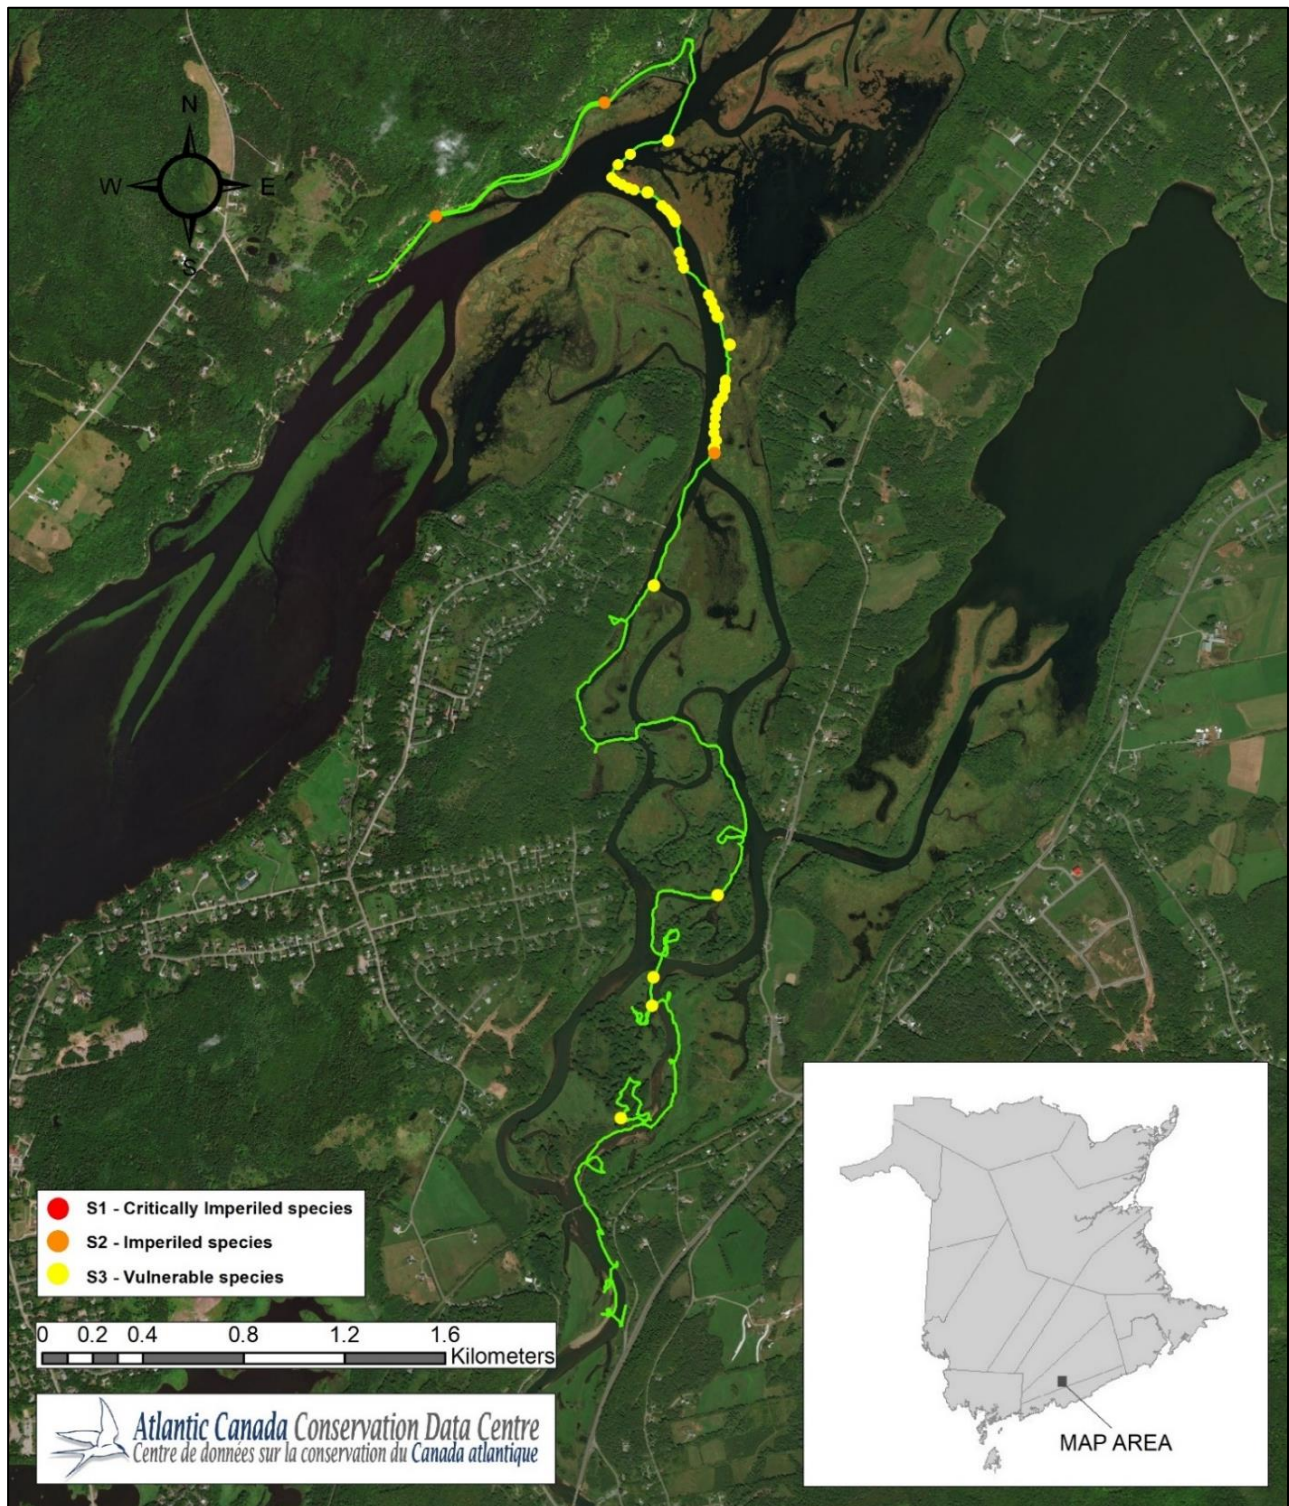 N
W E
S
S1 - Critically Imperiled species
S2 - Imperiled species
S3 - Vulnerable species
0 0.2 0.4 0.8 1.2 1.6
Kilometers
Atlantic Canada Conservation Data Centre
Centre de données sur la conservation du Canada atlantique
MAP AREA